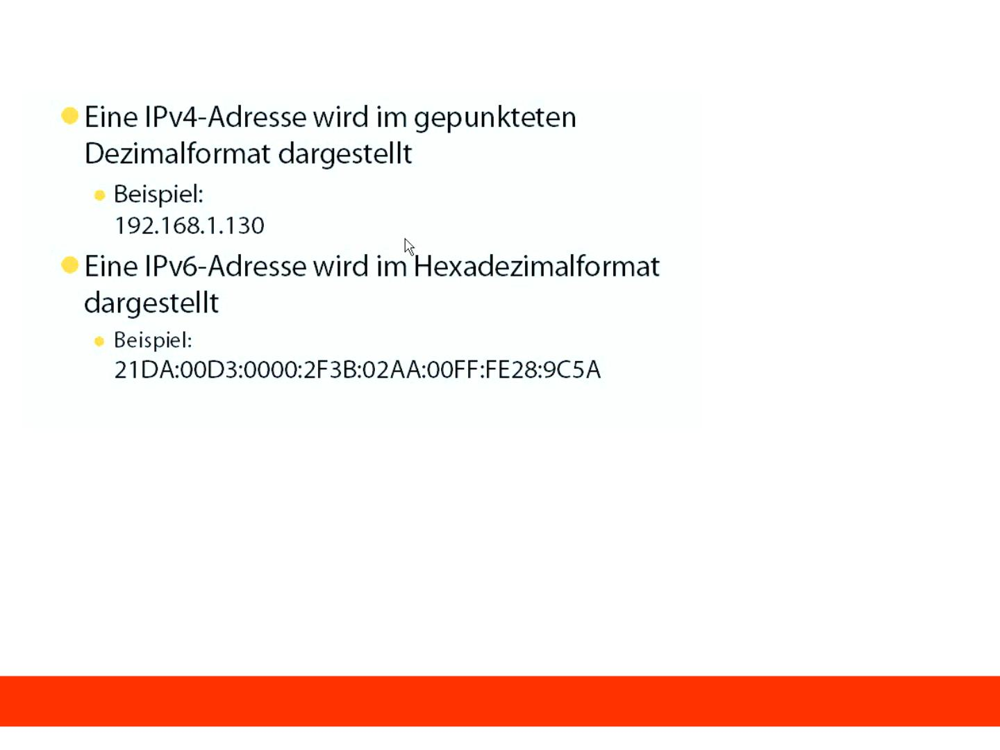 Eine IPv4-Adresse wird im gepunkteten
Dezimalformat dargestellt
Beispiel:
192.168.1.130
Eine IPv6-Adresse wird im Hexadezimalformat
dargestellt
Beispiel:
21DA:00D3:0000:2F3B:02AA:00FF:FE28:9C5A